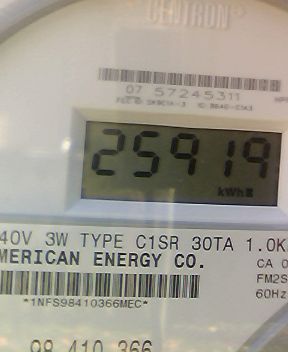 CENTRON
07 57245311
25919
kWh
40V 3W TYPE C1SR 30TA 1.0K
MERICAN ENERGY CO.
CA 0
FM2S
60Hz
*1NFS98410366MEC*
98 410 366